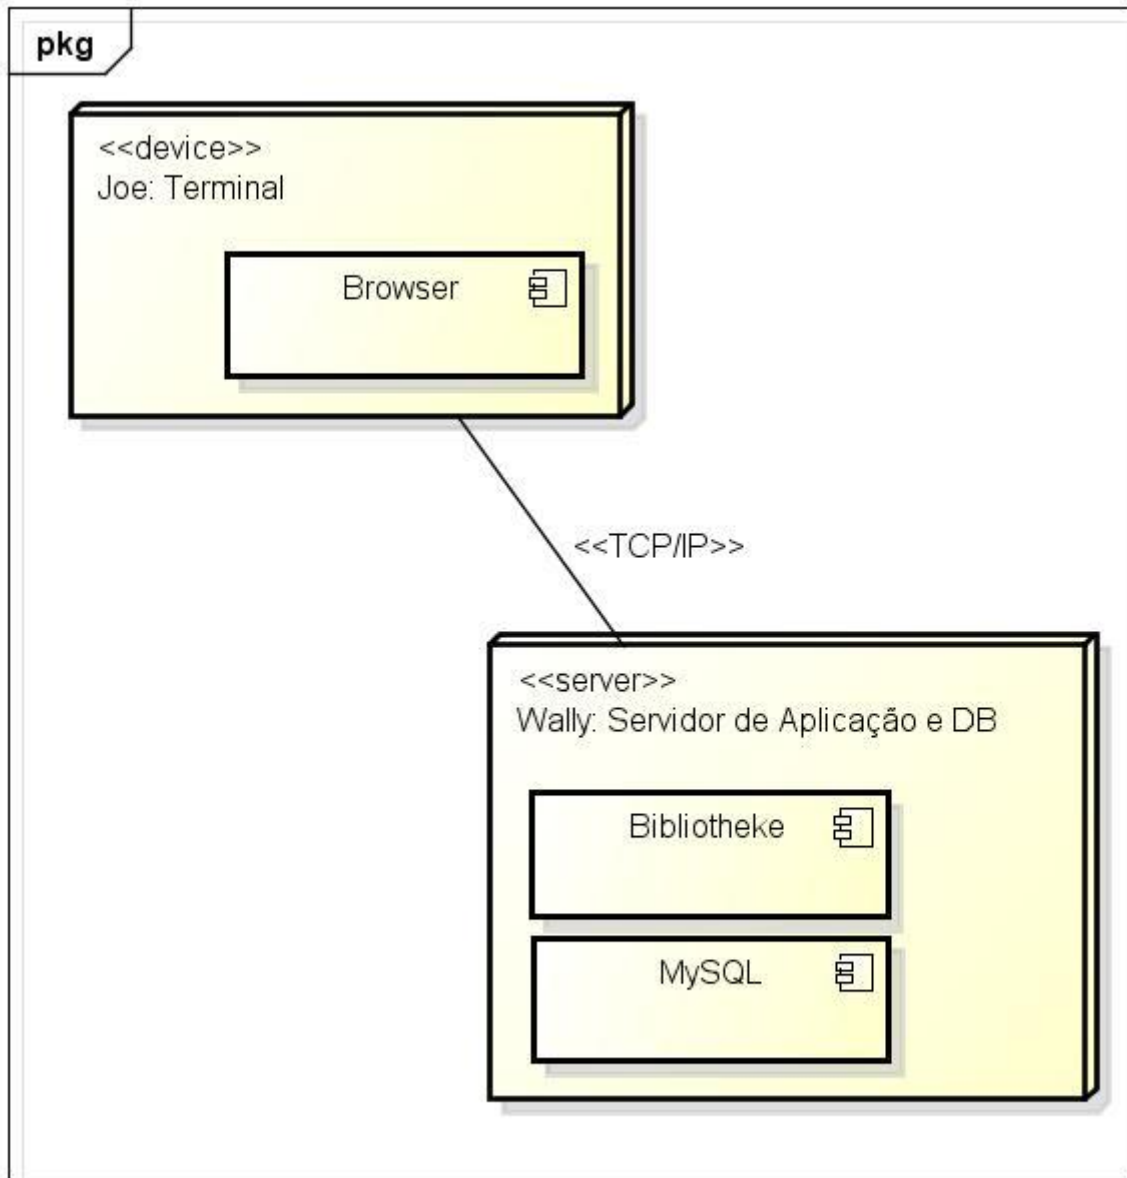 pkg
<<device>>
Joe: Terminal
Browser
<<TCP/IP>>
<<server>>
Wally: Servidor de Aplicação e DB
Bibliotheke
MySQL